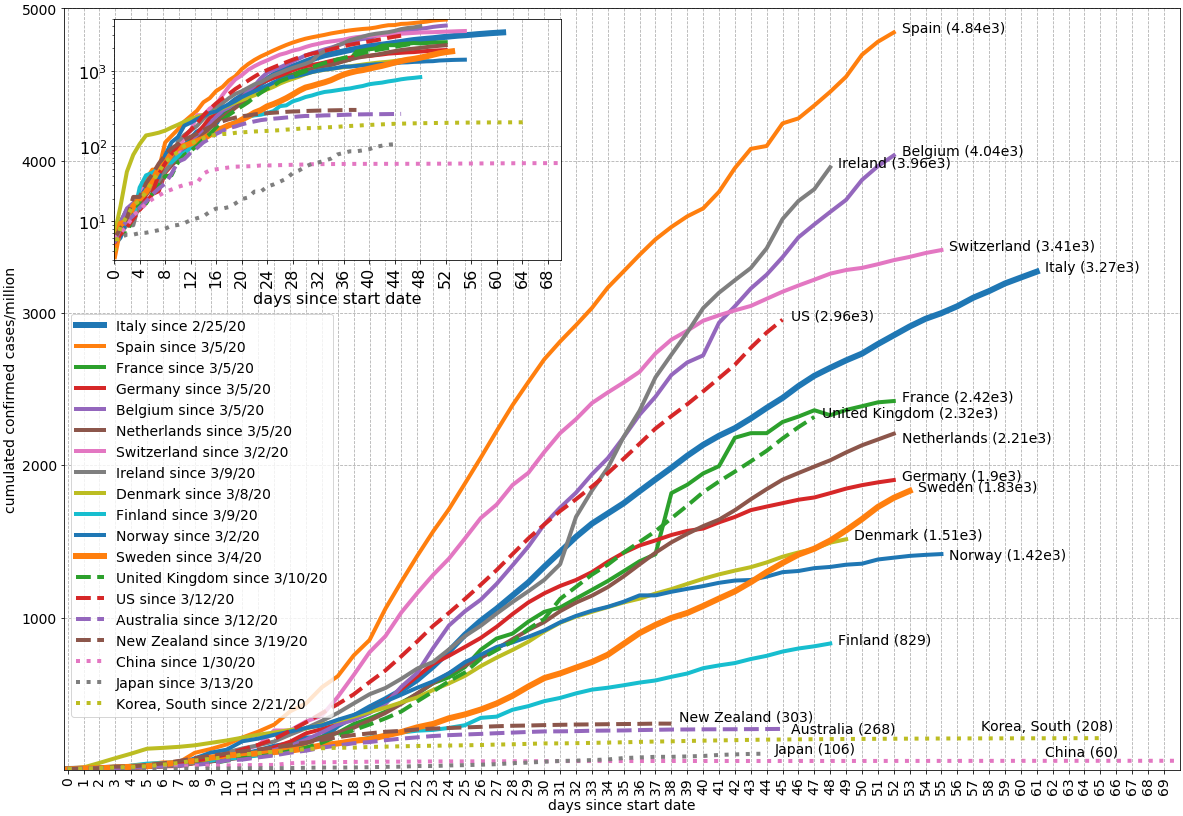 5000
4000
3000
2000
1000
cumulated confirmed cases/million
10³
10²
10¹
0 4 8 12 16 20 24 28 32 36 40 44 48 52 56 60 64 68
days since start date
Spain (4.84e3)
Belgium (4.04e3)
Ireland (3.96e3)
Switzerland (3.41e3)
Italy (3.27e3)
US (2.96e3)
France (2.42e3)
United Kingdom (2.32e3)
Netherlands (2.21e3)
Germany (1.9e3)
Sweden (1.83e3)
Denmark (1.51e3)
Norway (1.42e3)
Finland (829)
New Zealand (303)
Australia (268)
Korea, South (208)
Japan (106)
China (60)
Italy since 2/25/20
Spain since 3/5/20
France since 3/5/20
Germany since 3/5/20
Belgium since 3/5/20
Netherlands since 3/5/20
Switzerland since 3/2/20
Ireland since 3/9/20
Denmark since 3/8/20
Finland since 3/9/20
Norway since 3/2/20
Sweden since 3/4/20
United Kingdom since 3/10/20
US since 3/12/20
Australia since 3/12/20
New Zealand since 3/19/20
China since 1/30/20
Japan since 3/13/20
Korea, South since 2/21/20
0 1 2 3 4 5 6 7 8 9 10 11 12 13 14 15 16 17 18 19 20 21 22 23 24 25 26 27 28 29 30 31 32 33 34 35 36 37 38 39 40 41 42 43 44 45 46 47 48 49 50 51 52 53 54 55 56 57 58 59 60 61 62 63 64 65 66 67 68 69
days since start date